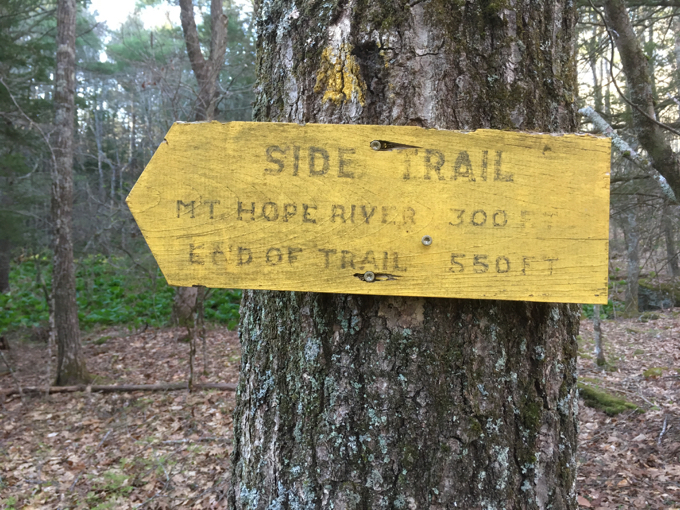 SIDE TRAIL
MT. HOPE RIVER 300 FT
END OF TRAIL 550 FT